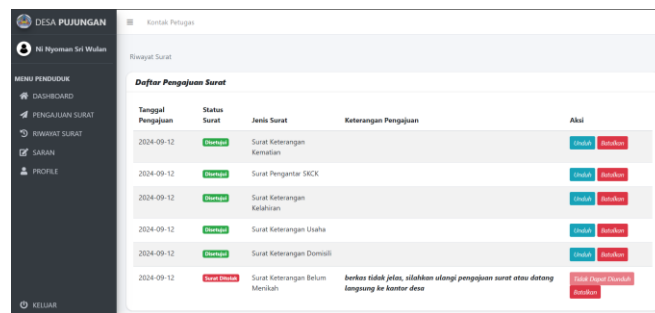 DESA PUJUNGAN
Kontak Petugas
Ni Nyoman Sri Wulan
Riwayat Surat
MENU PENDUDUK
DASHBOARD
PENGAJUAN SURAT
RIWAYAT SURAT
SARAN
PROFILE
KELUAR
Daftar Pengajuan Surat
Tanggal Pengajuan Status Surat Jenis Surat Keterangan Pengajuan Aksi
2024-09-12 Disetujui Surat Keterangan Kematian Unduh Batalkan
2024-09-12 Disetujui Surat Pengantar SKCK Unduh Batalkan
2024-09-12 Disetujui Surat Keterangan Kelahiran Unduh Batalkan
2024-09-12 Disetujui Surat Keterangan Usaha Unduh Batalkan
2024-09-12 Disetujui Surat Keterangan Domisili Unduh Batalkan
2024-09-12 Surat Ditolak Surat Keterangan Belum Menikah berkas tidak jelas, silahkan ulangi pengajuan surat atau datang langsung ke kantor desa Tidak Dapat Diunduh Batalkan